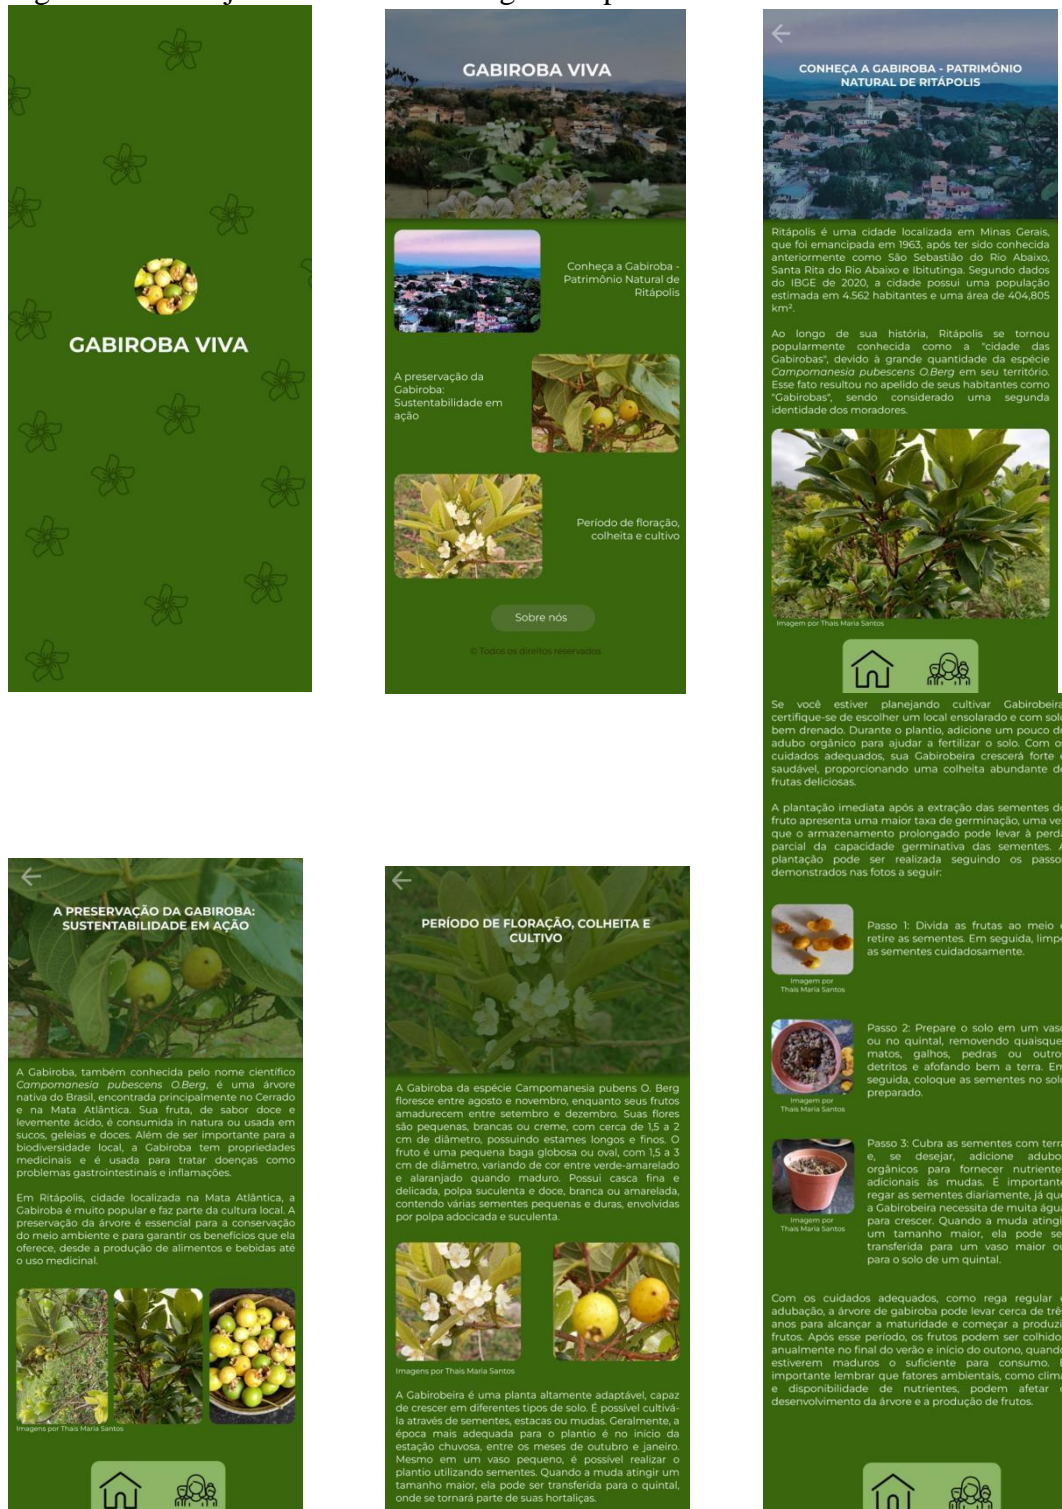 GABIROBA VIVA
GABIROBA VIVA
Conheça a Gabiroba -
Patrimônio Natural de
Ritápolis
A preservação da
Gabiroba:
Sustentabilidade em
ação
Período de floração,
colheita e cultivo
Sobre nós
© Todos os direitos reservados
CONHEÇA A GABIROBA - PATRIMÔNIO
NATURAL DE RITÁPOLIS
Ritápolis é uma cidade localizada em Minas Gerais,
que foi emancipada em 1963, após ter sido conhecida
anteriormente como São Sebastião do Rio Abaixo,
Santa Rita do Rio Abaixo e Ibitutinga. Segundo dados
do IBGE de 2020, a cidade possui uma população
estimada em 4.562 habitantes e uma área de 404,805
km².
Ao longo de sua história, Ritápolis se tornou
popularmente conhecida como a "cidade das
Gabirobas", devido à grande quantidade da espécie
Campomanesia pubescens O.Berg em seu território.
Esse fato resultou no apelido de seus habitantes como
"Gabirobas", sendo considerado uma segunda
identidade dos moradores.
Imagem por Thais Maria Santos
A PRESERVAÇÃO DA GABIROBA:
SUSTENTABILIDADE EM AÇÃO
A Gabiroba, também conhecida pelo nome científico
Campomanesia pubescens O.Berg, é uma árvore
nativa do Brasil, encontrada principalmente no Cerrado
e na Mata Atlântica. Sua fruta, de sabor doce e
levemente ácido, é consumida in natura ou usada em
sucos, geleias e doces. Além de ser importante para a
biodiversidade local, a Gabiroba tem propriedades
medicinais e é usada para tratar doenças como
problemas gastrointestinais e inflamações.
Em Ritápolis, cidade localizada na Mata Atlântica, a
Gabiroba é muito popular e faz parte da cultura local. A
preservação da árvore é essencial para a conservação
do meio ambiente e para garantir os benefícios que ela
oferece, desde a produção de alimentos e bebidas até
o uso medicinal.
Imagens por Thais Maria Santos
PERÍODO DE FLORAÇÃO, COLHEITA E
CULTIVO
A Gabiroba da espécie Campomanesia pubens O. Berg
floresce entre agosto e novembro, enquanto seus frutos
amadurecem entre setembro e dezembro. Suas flores
são pequenas, brancas ou creme, com cerca de 1,5 a 2
cm de diâmetro, possuindo estames longos e finos. O
fruto é uma pequena baga globosa ou oval, com 1,5 a 3
cm de diâmetro, variando de cor entre verde-amarelado
e alaranjado quando maduro. Possui casca fina e
delicada, polpa suculenta e doce, branca ou amarelada,
contendo várias sementes pequenas e duras, envolvidas
por polpa adocicada e suculenta.
Imagens por Thais Maria Santos
A Gabirobeira é uma planta altamente adaptável, capaz
de crescer em diferentes tipos de solo. É possível cultivá-
la através de sementes, estacas ou mudas. Geralmente, a
época mais adequada para o plantio é no início da
estação chuvosa, entre os meses de outubro e janeiro.
Mesmo em um vaso pequeno, é possível realizar o
plantio utilizando sementes. Quando a muda atingir um
tamanho maior, ela pode ser transferida para o quintal,
onde se tornará parte de suas hortaliças.
Se você estiver planejando cultivar Gabirobeira
certifique-se de escolher um local ensolarado e com solo
bem drenado. Durante o plantio, adicione um pouco de
adubo orgânico para ajudar a fertilizar o solo. Com os
cuidados adequados, sua Gabirobeira crescerá forte e
saudável, proporcionando uma colheita abundante de
frutas deliciosas.
A plantação imediata após a extração das sementes do
fruto apresenta uma maior taxa de germinação, uma vez
que o armazenamento prolongado pode levar à perda
parcial da capacidade germinativa das sementes. A
plantação pode ser realizada seguindo os passos
demonstrados nas fotos a seguir:
Passo 1: Divida as frutas ao meio e
retire as sementes. Em seguida, limpe
as sementes cuidadosamente.
Imagem por
Thais Maria Santos
Passo 2: Prepare o solo em um vaso
ou no quintal, removendo quaisquer
matos, galhos, pedras ou outros
detritos e afofando bem a terra. Em
seguida, coloque as sementes no solo
preparado.
Imagem por
Thais Maria Santos
Passo 3: Cubra as sementes com terra
e, se desejar, adicione adubos
orgânicos para fornecer nutrientes
adicionais às mudas. É importante
regar as sementes diariamente, já que
a Gabirobeira necessita de muita água
para crescer. Quando a muda atingir
um tamanho maior, ela pode ser
transferida para um vaso maior ou
para o solo de um quintal.
Imagem por
Thais Maria Santos
Com os cuidados adequados, como rega regular e
adubação, a árvore de gabiroba pode levar cerca de três
anos para alcançar a maturidade e começar a produzir
frutos. Após esse período, os frutos podem ser colhidos
anualmente no final do verão e início do outono, quando
estiverem maduros o suficiente para consumo. É
importante lembrar que fatores ambientais, como clima
e disponibilidade de nutrientes, podem afetar o
desenvolvimento da árvore e a produção de frutos.